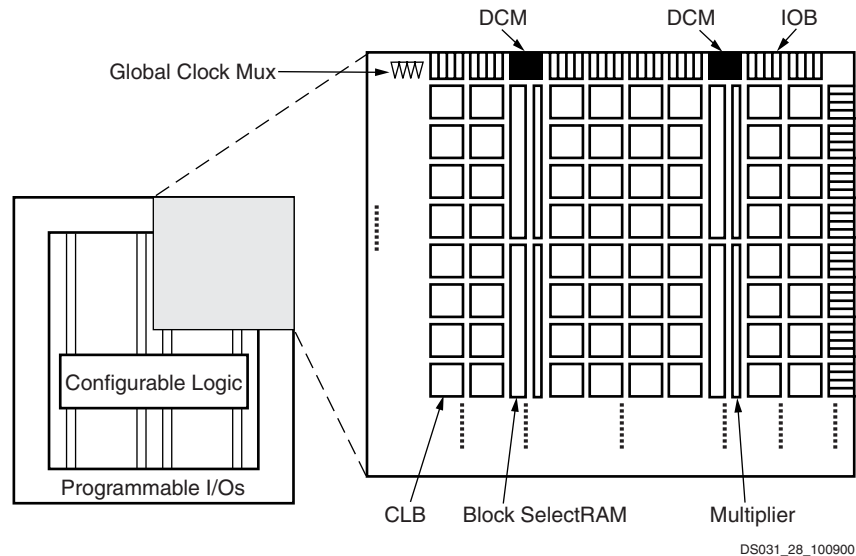 DCM
DCM
IOB
Global Clock Mux
Configurable Logic
Programmable I/Os
CLB
Block SelectRAM
Multiplier
DS031_28_100900